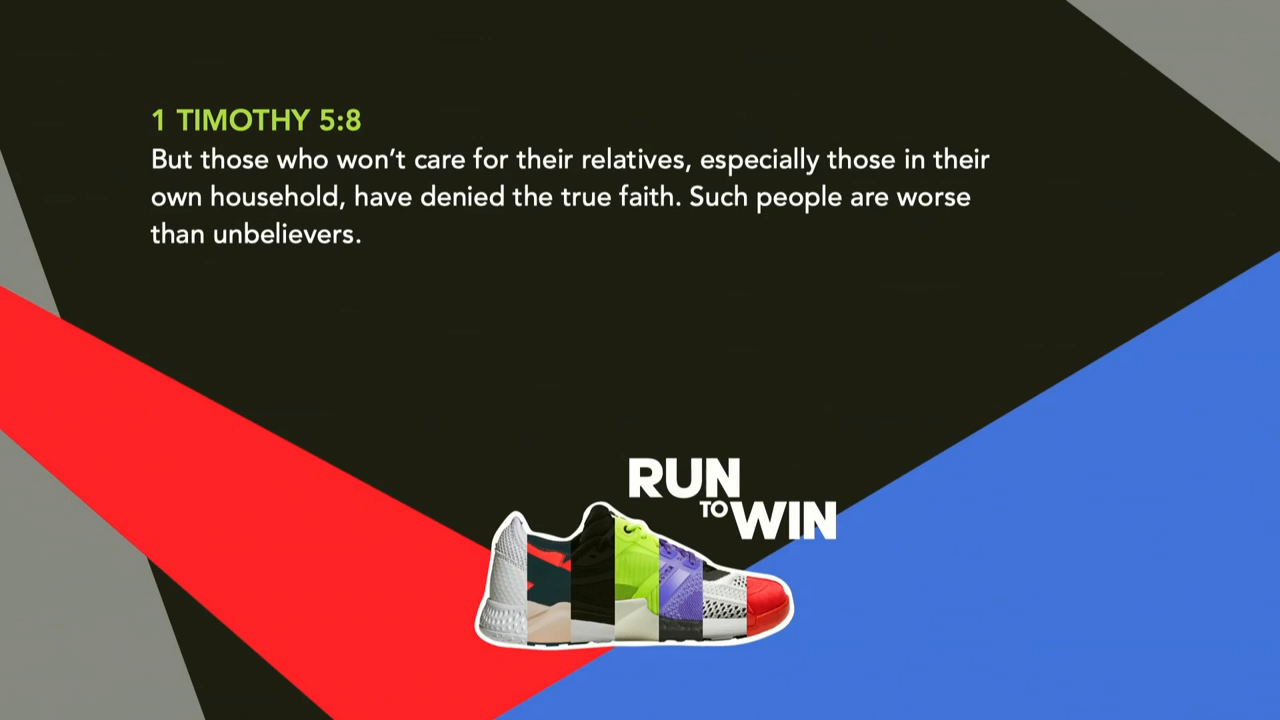 1 TIMOTHY 5:8
But those who won’t care for their relatives, especially those in their
own household, have denied the true faith. Such people are worse
than unbelievers.
RUN
TO WIN